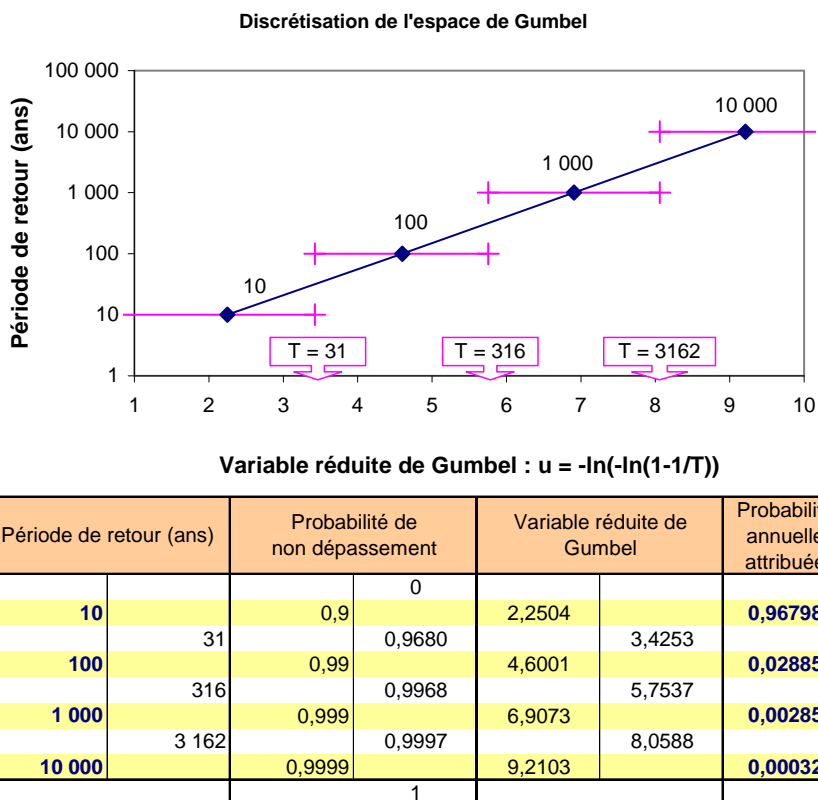 Discrétisation de l'espace de Gumbel
Période de retour (ans)
100 000
10 000
1 000
100
10
1
10
100
1 000
10 000
T = 31
T = 316
T = 3162
1 2 3 4 5 6 7 8 9 10
Variable réduite de Gumbel : u = -ln(-ln(1-1/T))
Période de retour (ans) Probabilité de non dépassement Variable réduite de Gumbel annuelle
0
10 0,9 2,2504 0,96798
31 0,9680 3,4253
100 0,99 4,6001 0,02885
316 0,9968 5,7537
1 000 0,999 6,9073 0,00285
3 162 0,9997 8,0588
10 000 0,9999 9,2103 0,00032
1